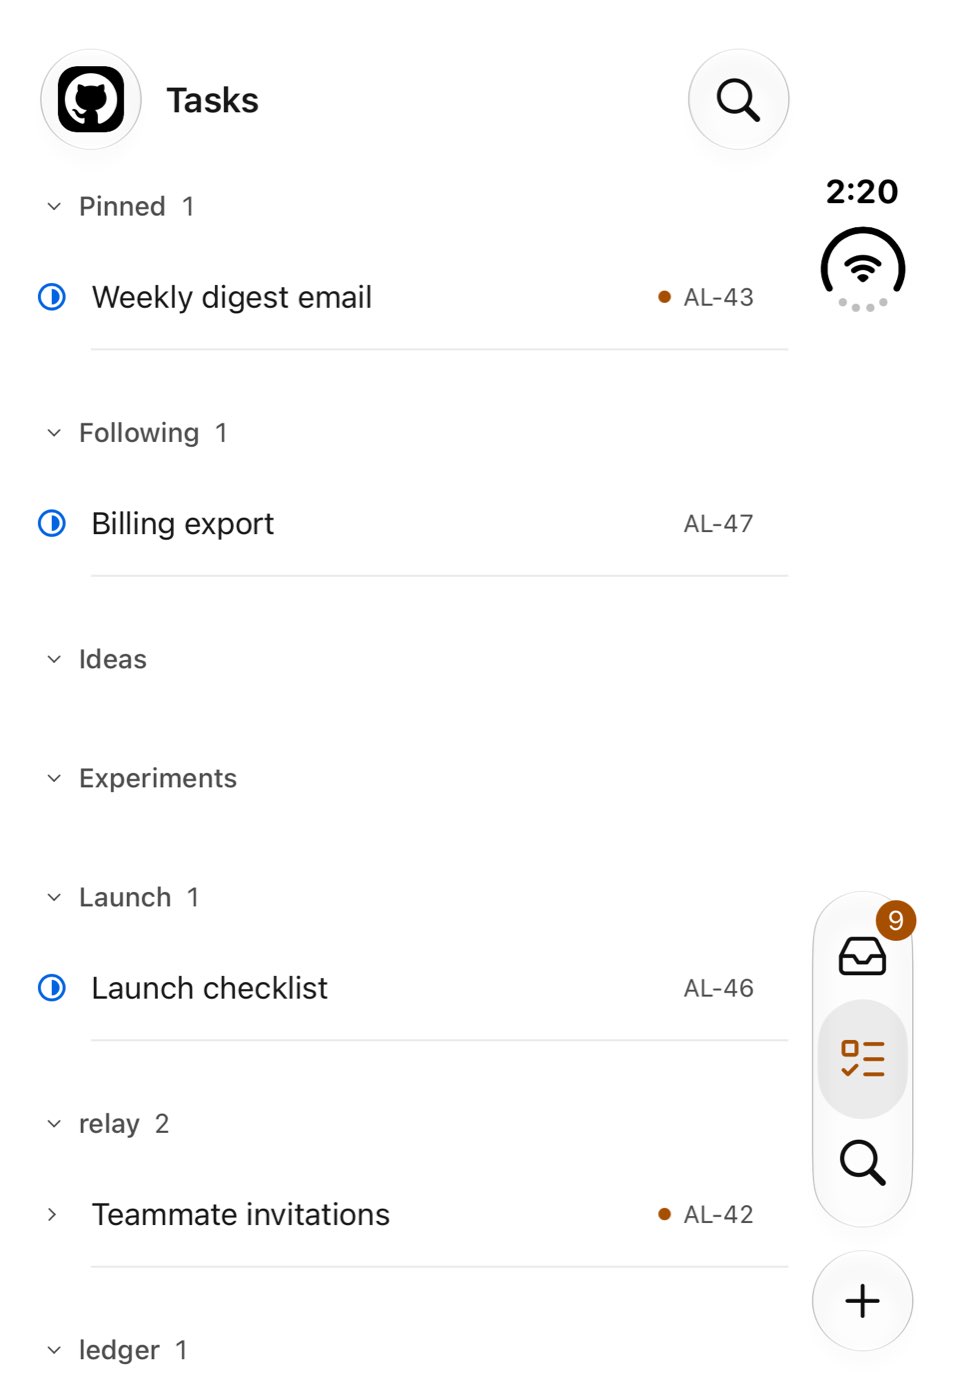 Tasks
2:20
Pinned 1
Weekly digest email AL-43
Following 1
Billing export AL-47
Ideas
Experiments
Launch 1
9
Launch checklist AL-46
relay 2
Teammate invitations AL-42
ledger 1